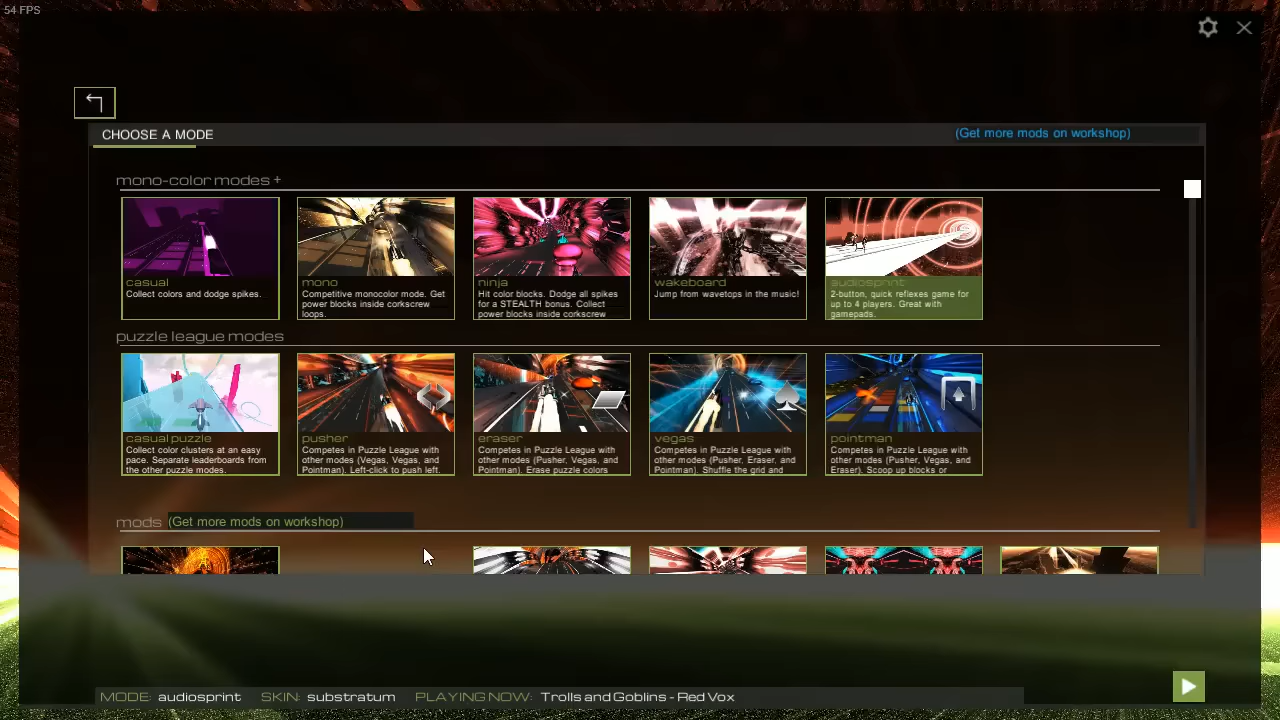 54 FPS
CHOOSE A MODE
(Get more mods on workshop)
mono-color modes +
casual
Collect colors and dodge spikes.
mono
Competitive monocolor mode. Get
power blocks inside corkscrew
loops.
ninja
Hit color blocks. Dodge all spikes
for a STEALTH bonus. Collect
power blocks inside corkscrew
wakeboard
Jump from wavetops in the music!
audiosprint
2-button, quick reflexes game for
up to 4 players. Great with
gamepads.
puzzle league modes
casual puzzle
Collect color clusters at an easy
pace. Separate leaderboards from
the other puzzle modes.
pusher
Competes in Puzzle League with
other modes (Vegas, Vegas, and
Pointman). Left-click to push left.
eraser
Competes in Puzzle League with
other modes (Pusher, Vegas, and
Pointman). Erase puzzle colors
vegas
Competes in Puzzle League with
other modes (Pusher, Eraser, and
Pointman). Shuffle the grid and
pointman
Competes in Puzzle League with
other modes (Pusher, Vegas, and
Eraser). Scoop up blocks or
mods (Get more mods on workshop)
MODE: audiosprint SKIN: substratum PLAYING NOW: Trolls and Goblins - Red Vox